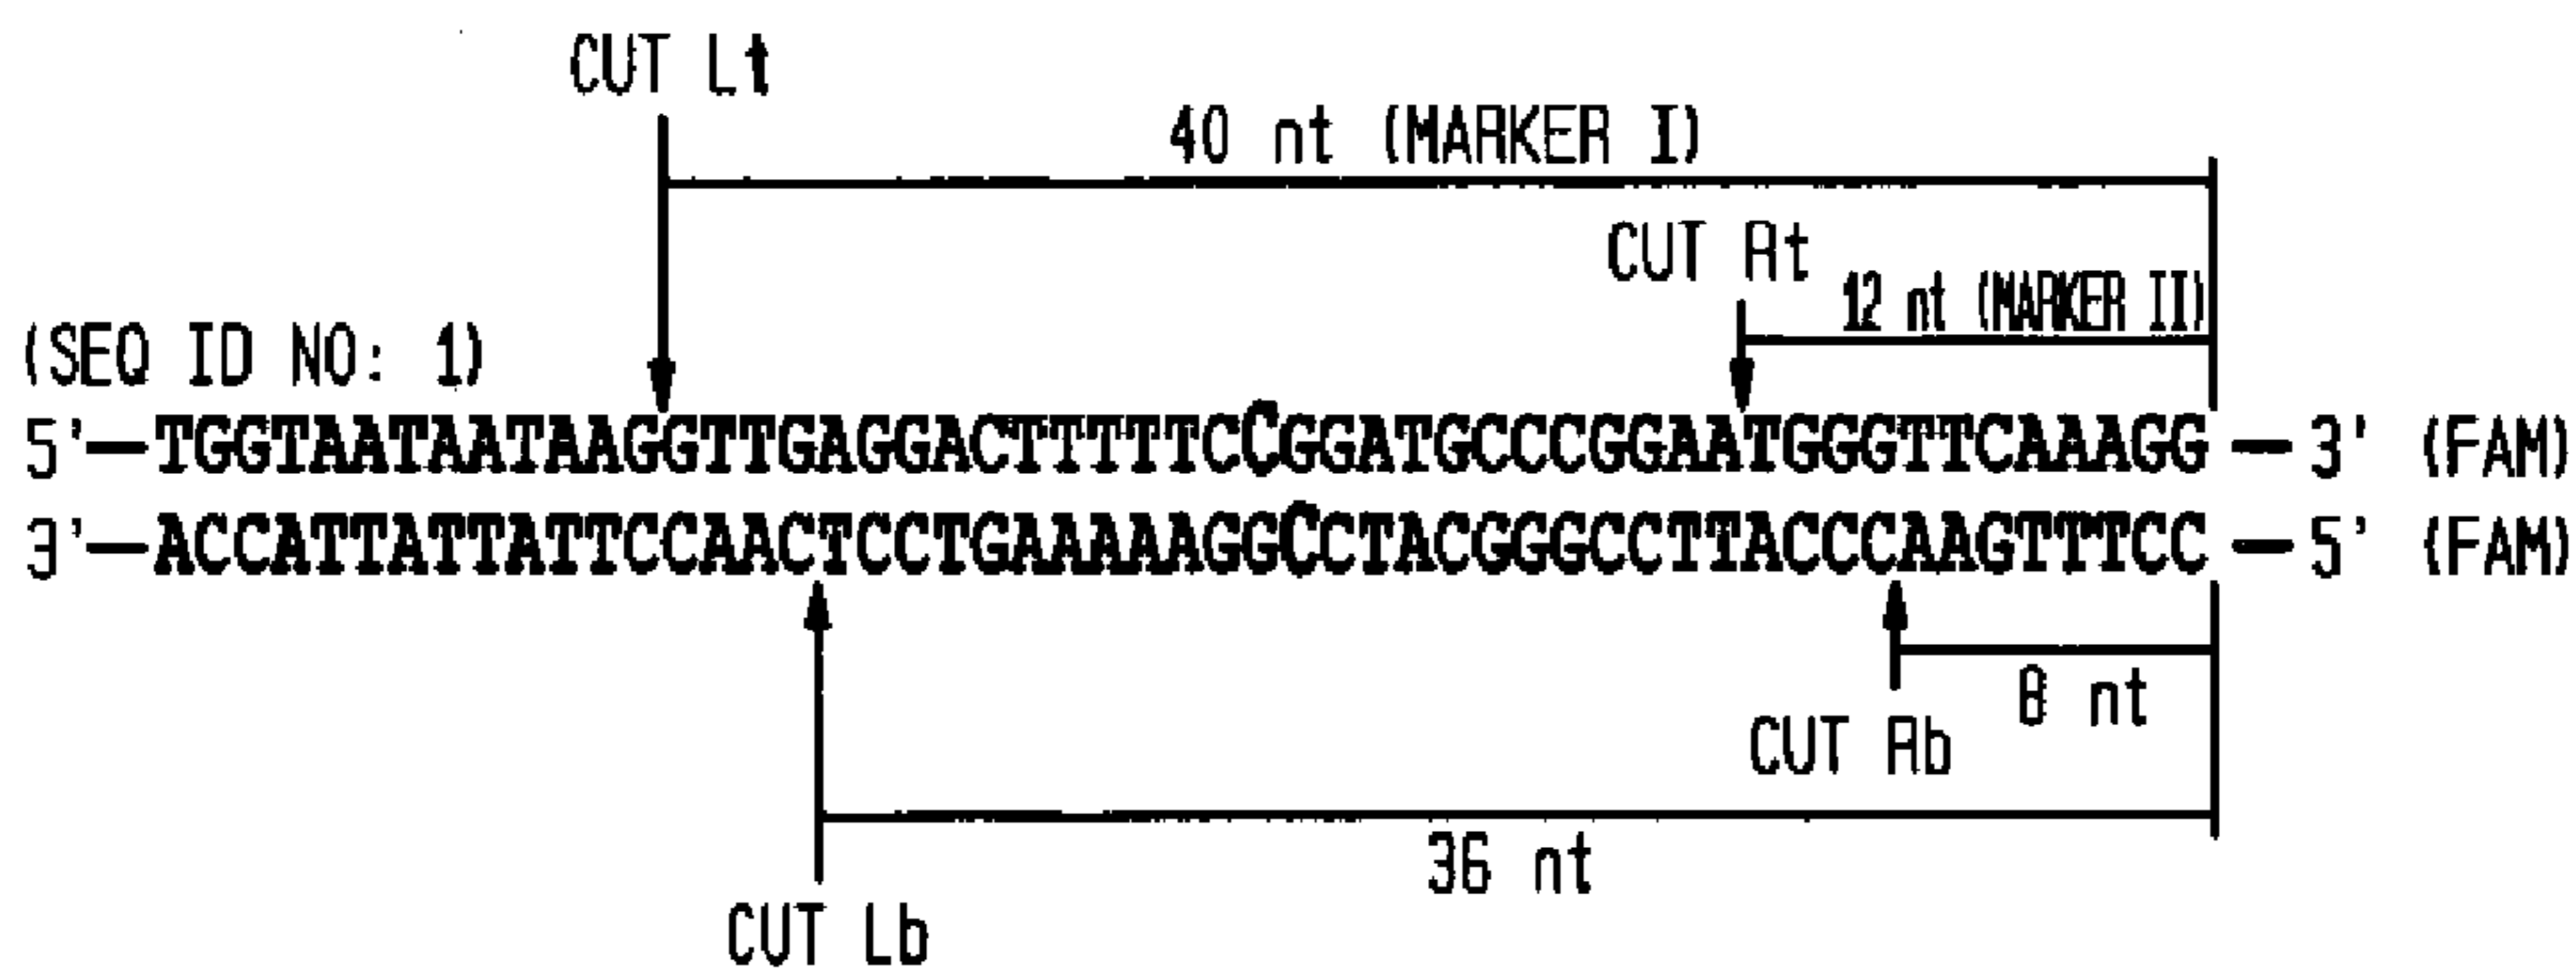 CUT Lt
40 nt (MARKER I)
CUT Rt
12 nt (MARKER II)
(SEQ ID NO: 1)
5'—TGGTAATAATAAGGTTGAGGACTTTTTCCGGATGCCCGGAATGGGTTCAAAGG—3' (FAM)
3'—ACCATTATTATTCCAACTCCTGAAAAAGGCCTACGGGCCTTACCCAAGTTTCC—5' (FAM)
8 nt
CUT Rb
36 nt
CUT Lb